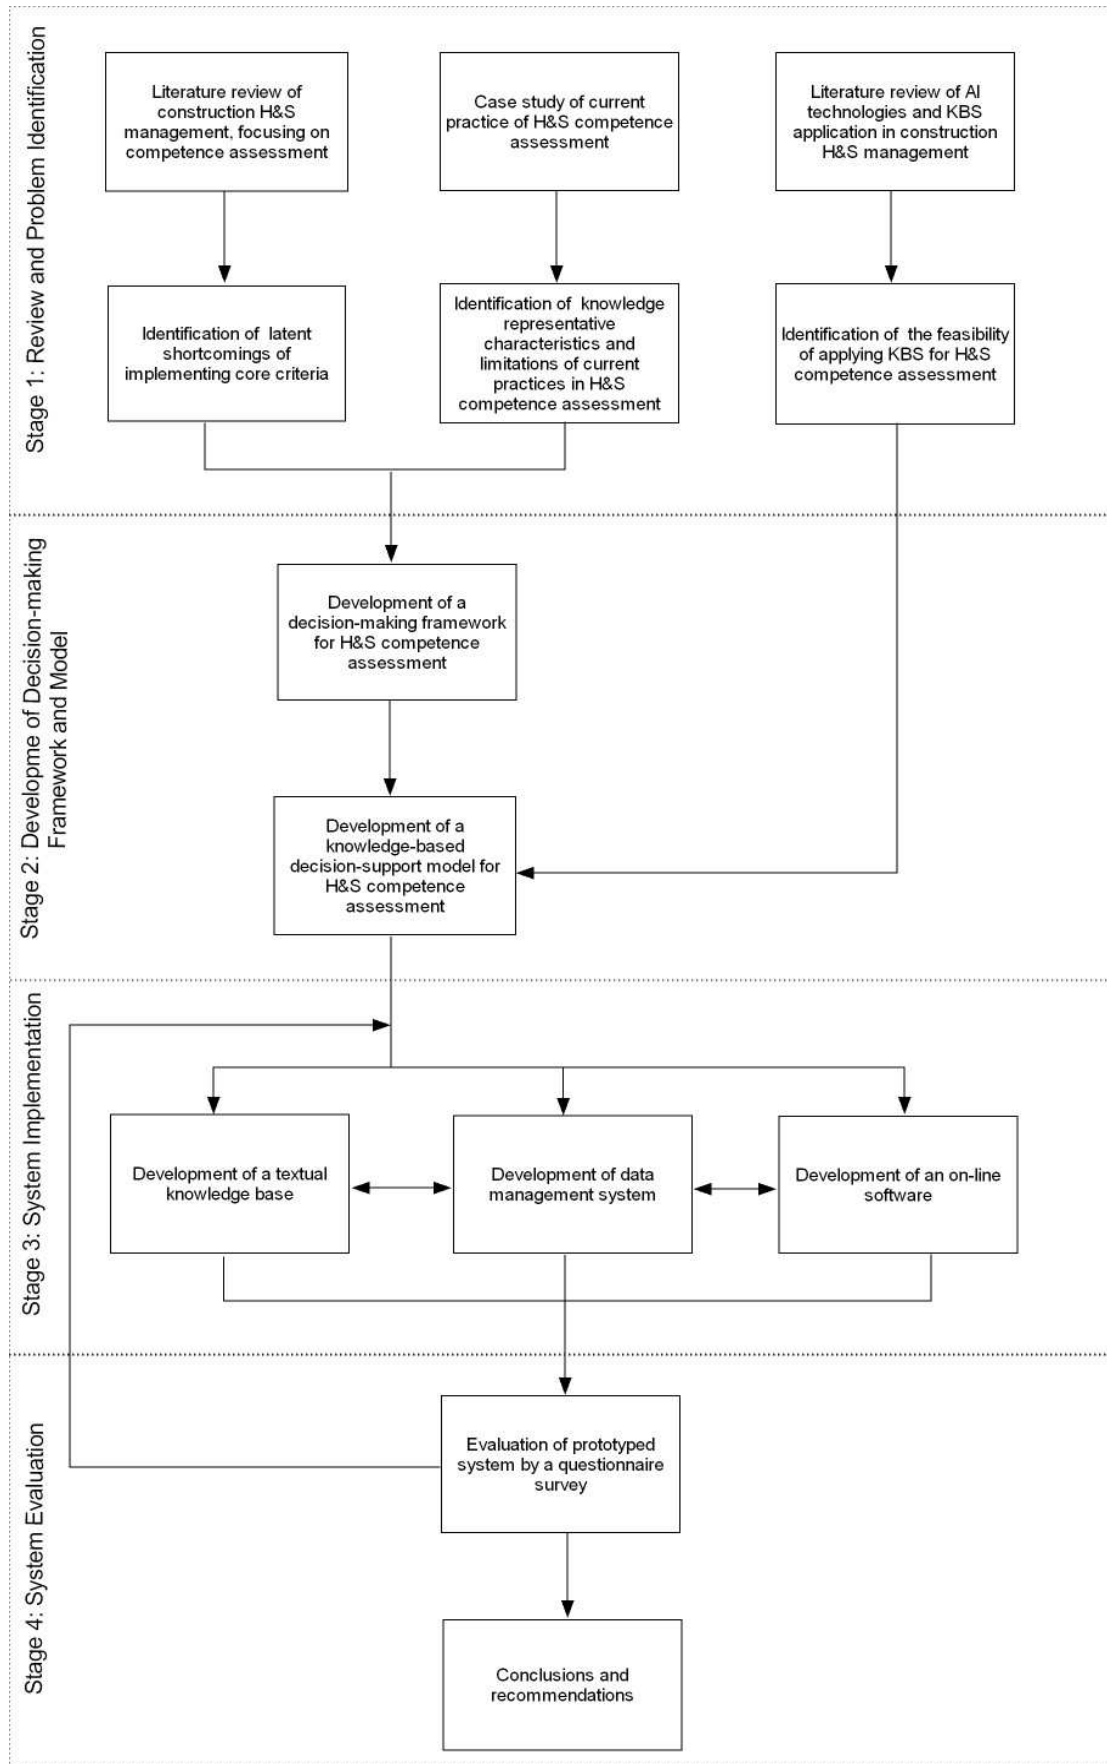 Stage 1: Review and Problem Identification
Literature review of
construction H&S
management, focusing on
competence assessment
Case study of current
practice of H&S competence
assessment
Literature review of AI
technologies and KBS
application in construction
H&S management
Identification of latent
shortcomings of
implementing core criteria
Identification of knowledge
representative
characteristics and
limitations of current
practices in H&S
competence assessment
Identification of the feasibility
of applying KBS for H&S
competence assessment
Stage 2: Developme of Decision-making
Framework and Model
Development of a
decision-making framework
for H&S competence
assessment
Development of a
knowledge-based
decision-support model for
H&S competence
assessment
Stage 3: System Implementation
Development of a textual
knowledge base
Development of data
management system
Development of an on-line
software
Stage 4: System Evaluation
Evaluation of prototyped
system by a questionnaire
survey
Conclusions and
recommendations